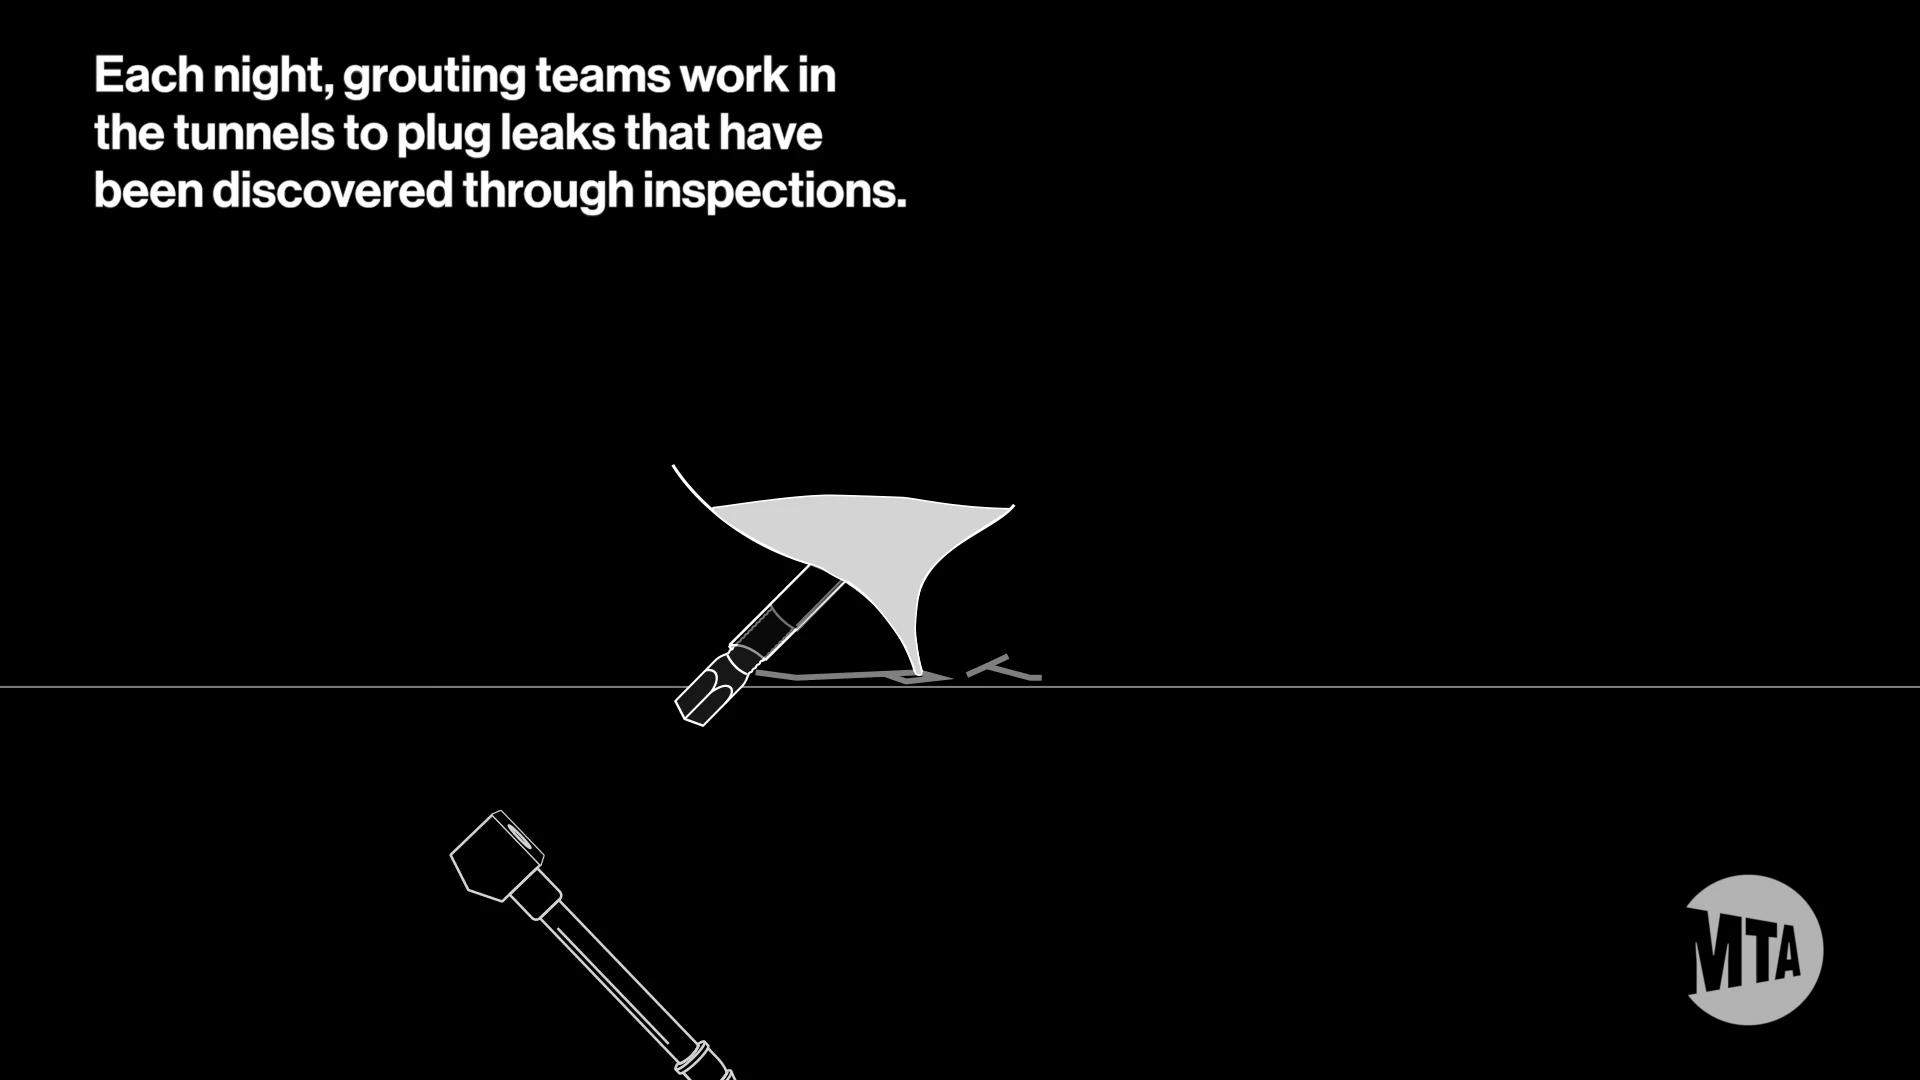 Each night, grouting teams work in
the tunnels to plug leaks that have
been discovered through inspections.
MTA